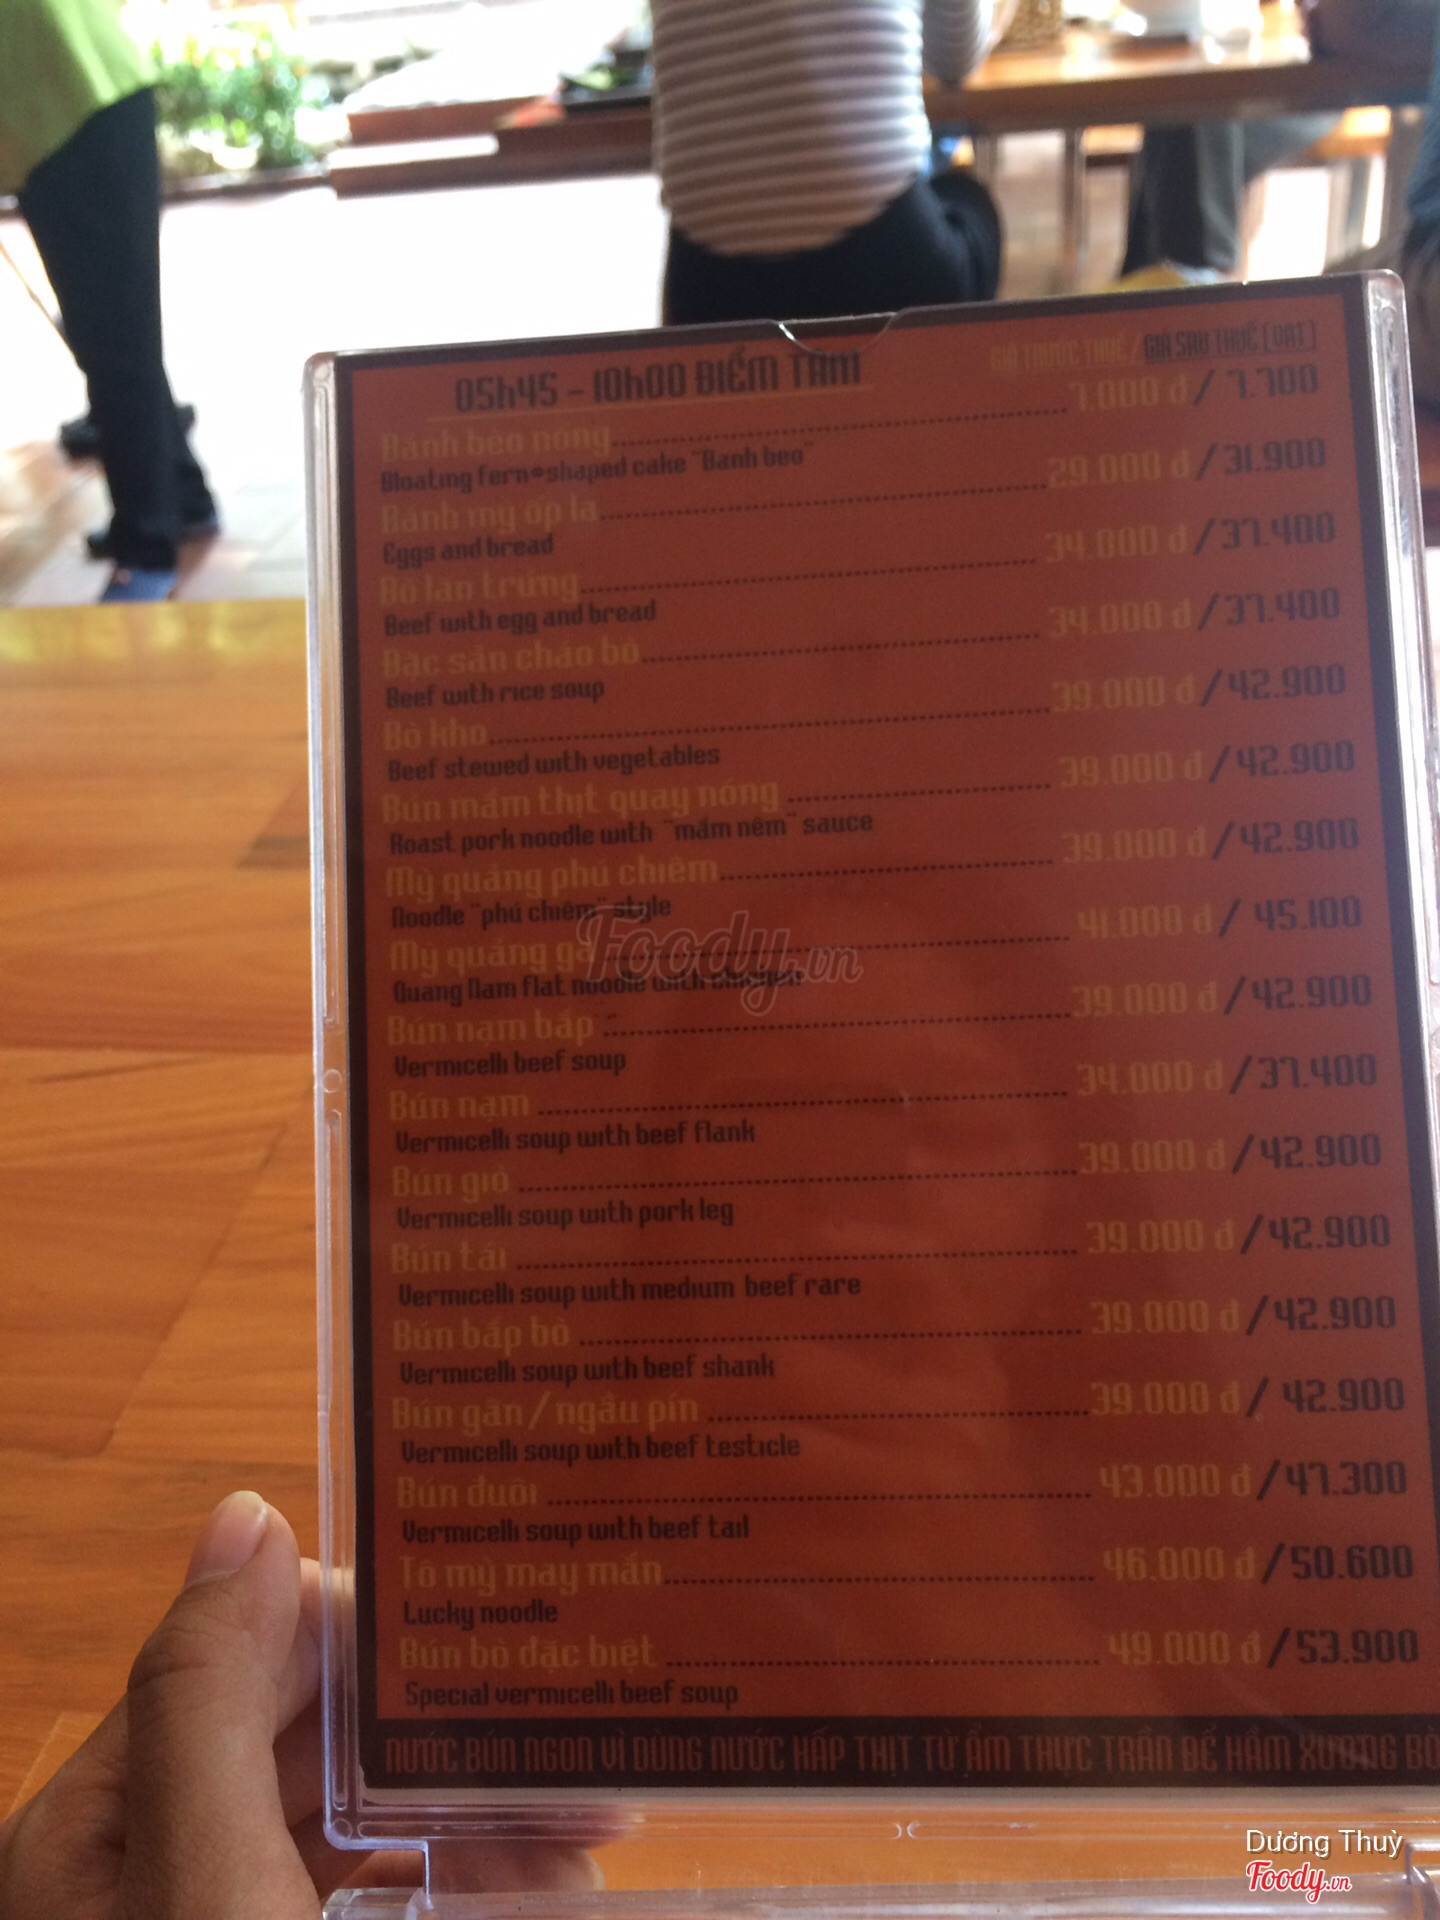 05h45 - 10h00 ĐIỂM TÂM
GIÁ TRƯỚC THUẾ / GIÁ SAU THUẾ [VAT]
Bánh bèo nóng 7.000 đ / 7.700
Bloating fern-shaped cake "Banh beo"
Bánh mỳ ốp la 29.000 đ / 31.900
Eggs and bread
Bò lăn trứng 34.000 đ / 37.400
Beef with egg and bread
Đặc sản cháo bò 34.000 đ / 37.400
Beef with rice soup
Bò kho 39.000 đ / 42.900
Beef stewed with vegetables
Bún mắm thịt quay nóng 39.000 đ / 42.900
Roast pork noodle with "mắm nêm" sauce
Mỳ quảng phú chiêm 39.000 đ / 42.900
Noodle "phú chiêm" style
Mỳ quảng gà 41.000 đ / 45.100
Quang Nam flat noodle with chicken
Bún nạm bắp 39.000 đ / 42.900
Vermicelli beef soup
Bún nạm 34.000 đ / 37.400
Vermicelli soup with beef flank
Bún giò 39.000 đ / 42.900
Vermicelli soup with pork leg
Bún tái 39.000 đ / 42.900
Vermicelli soup with medium beef rare
Bún bắp bò 39.000 đ / 42.900
Vermicelli soup with beef shank
Bún gân / ngầu pín 39.000 đ / 42.900
Vermicelli soup with beef testicle
Bún đuôi 43.000 đ / 47.300
Vermicelli soup with beef tail
Tô mỳ may mắn 46.000 đ / 50.600
Lucky noodle
Bún bò đặc biệt 49.000 đ / 53.900
Special vermicelli beef soup
NƯỚC BÚN NGON VÌ DÙNG NƯỚC HẤP THỊT TỪ ẨM THỰC TRẦN ĐỂ HẦM XƯƠNG BÒ
Foody.vn
Dương Thuỳ
Foody.vn